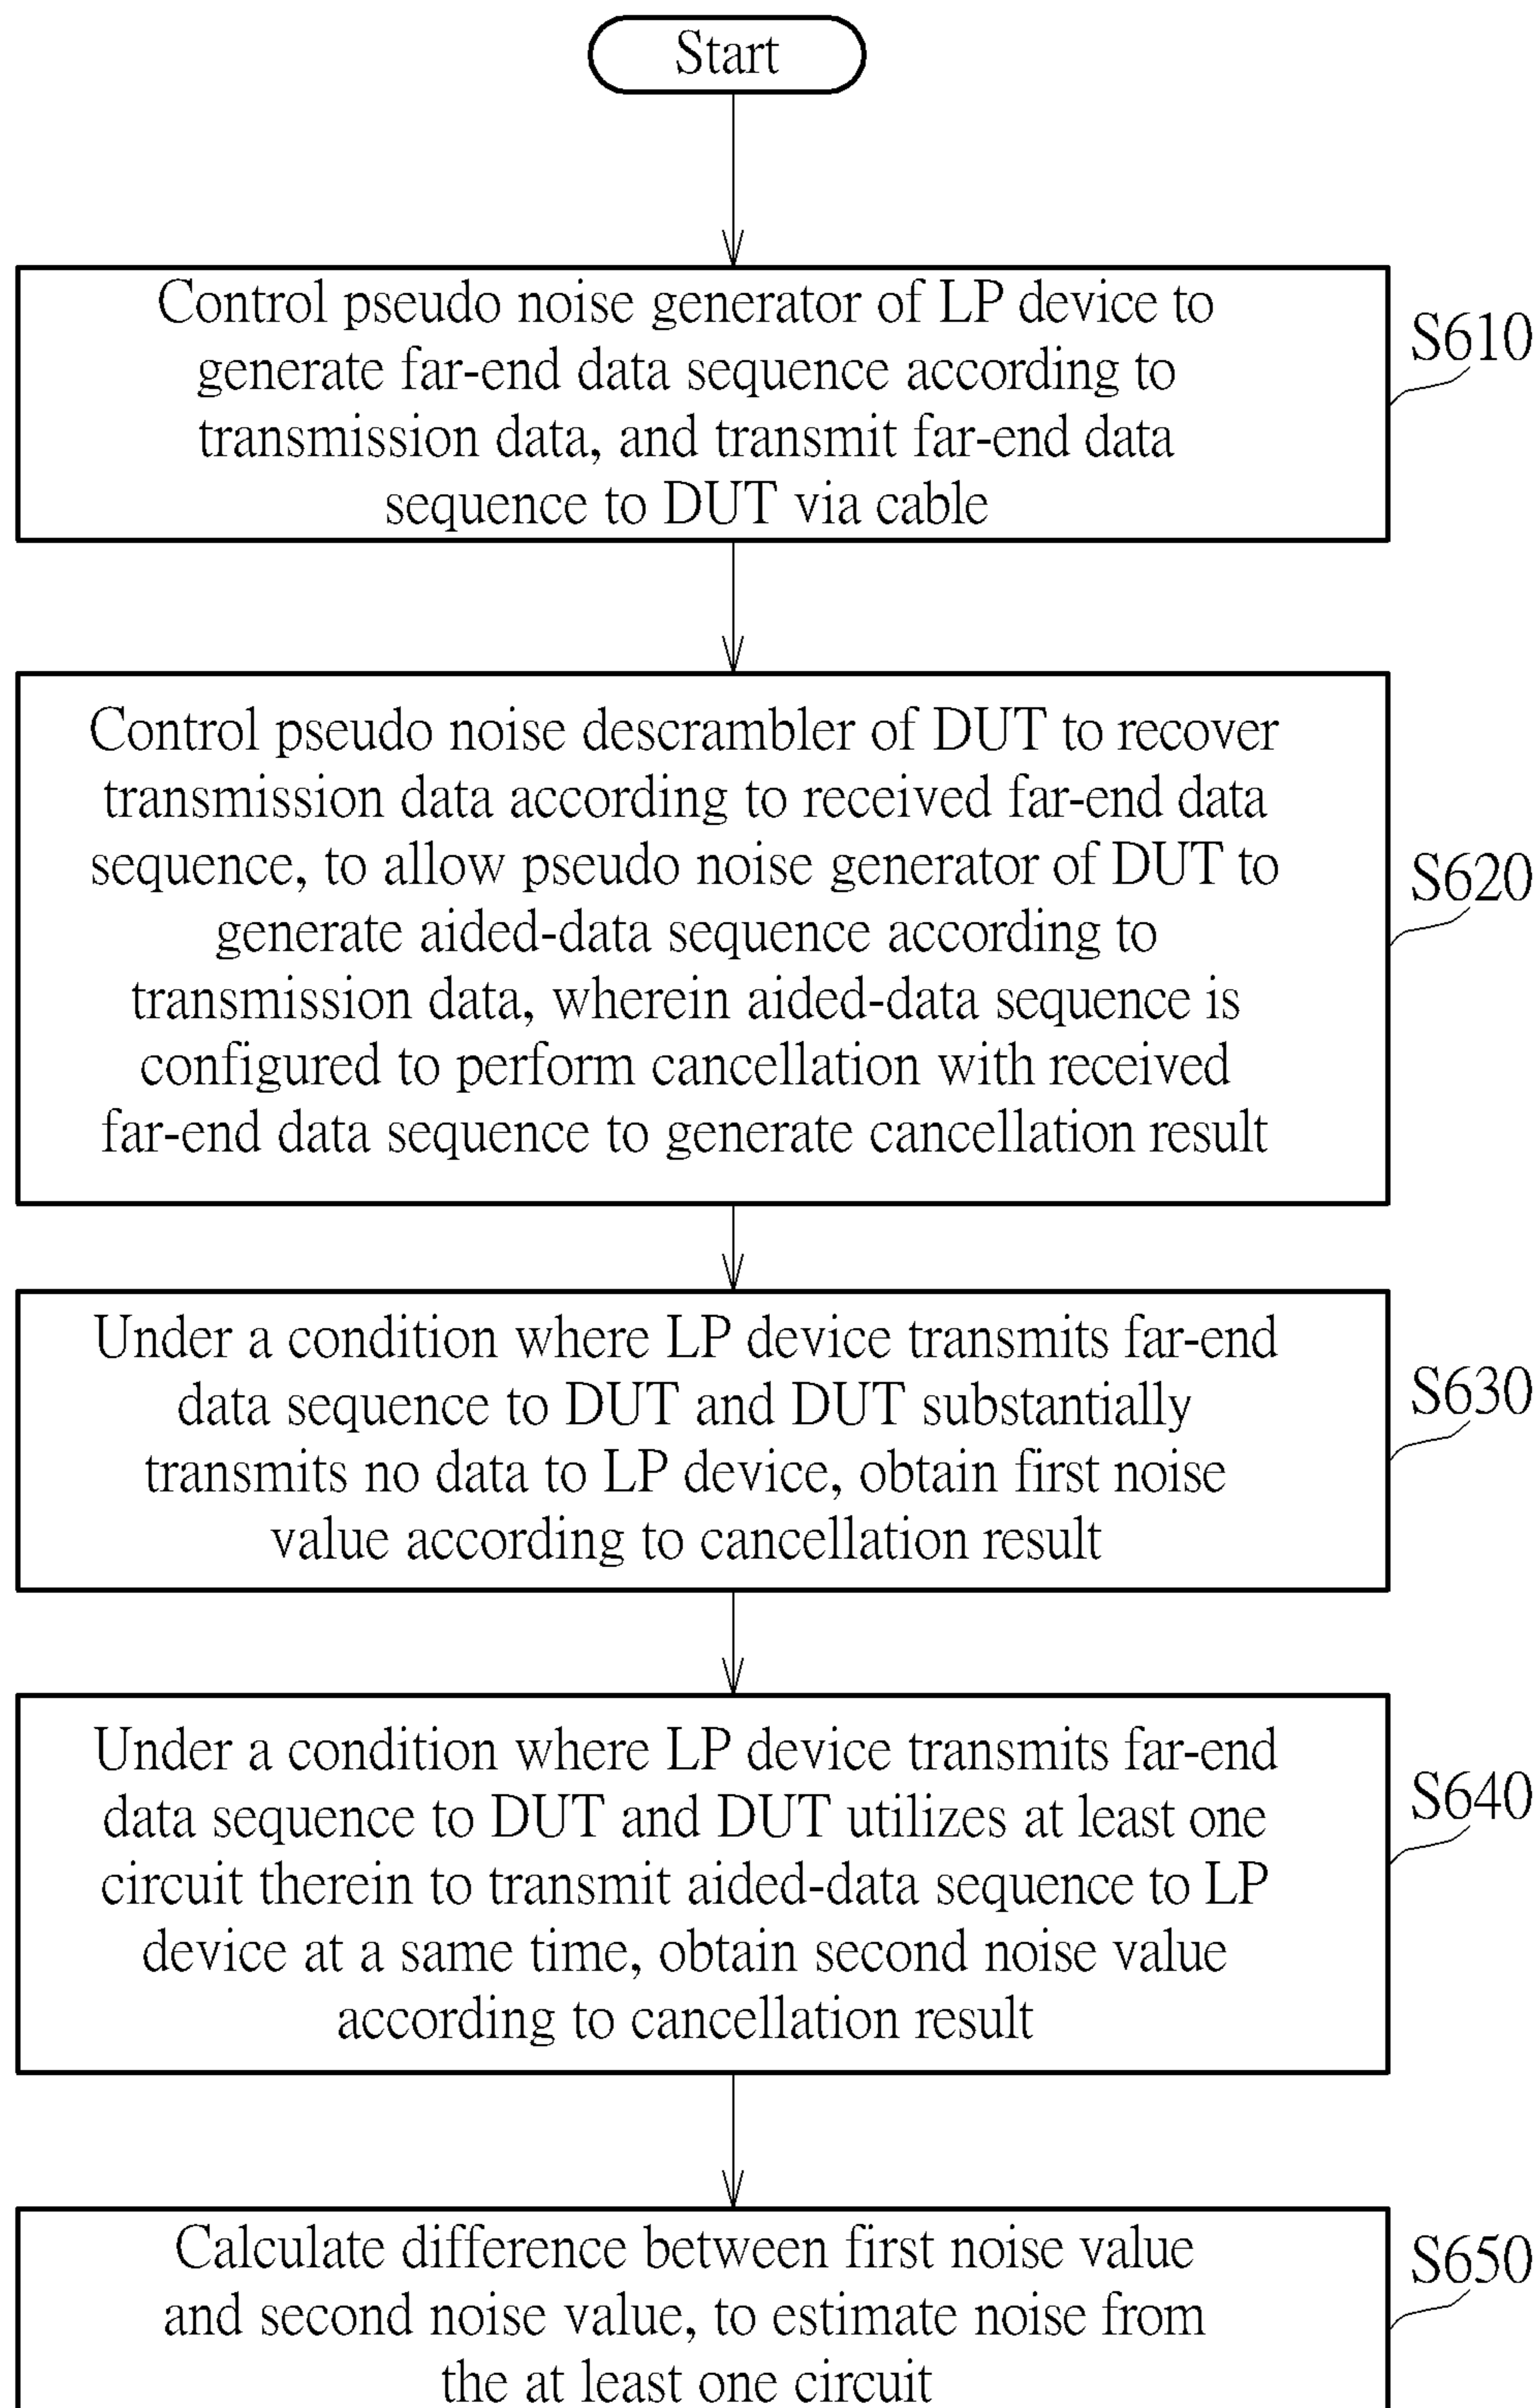 Start
Control pseudo noise generator of LP device to
generate far-end data sequence according to
transmission data, and transmit far-end data
sequence to DUT via cable
S610
Control pseudo noise descrambler of DUT to recover
transmission data according to received far-end data
sequence, to allow pseudo noise generator of DUT to
generate aided-data sequence according to
transmission data, wherein aided-data sequence is
configured to perform cancellation with received
far-end data sequence to generate cancellation result
S620
Under a condition where LP device transmits far-end
data sequence to DUT and DUT substantially
transmits no data to LP device, obtain first noise
value according to cancellation result
S630
Under a condition where LP device transmits far-end
data sequence to DUT and DUT utilizes at least one
circuit therein to transmit aided-data sequence to LP
device at a same time, obtain second noise value
according to cancellation result
S640
Calculate difference between first noise value
and second noise value, to estimate noise from
the at least one circuit
S650